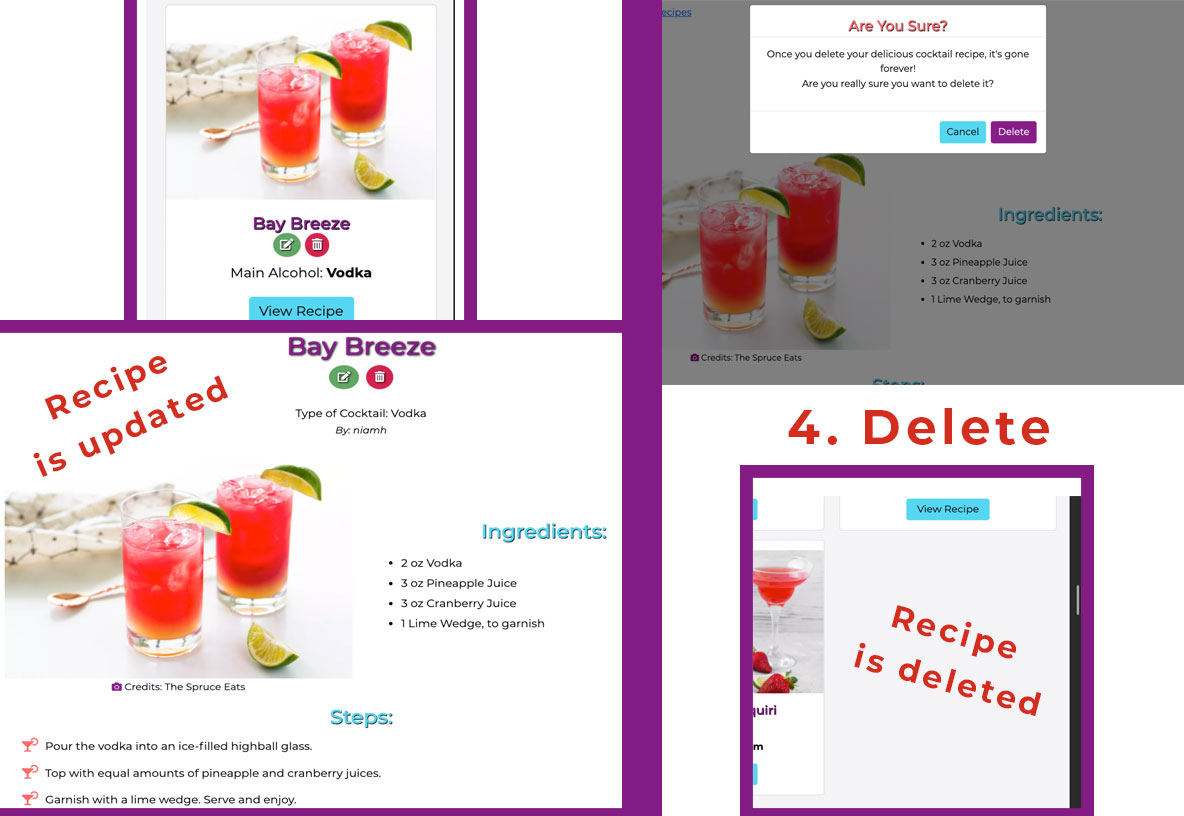 Bay Breeze
Main Alcohol: Vodka
View Recipe
Recipe
is updated
Bay Breeze
Type of Cocktail: Vodka
By: niamh
Ingredients:
2 oz Vodka
3 oz Pineapple Juice
3 oz Cranberry Juice
1 Lime Wedge, to garnish
Credits: The Spruce Eats
Steps:
Pour the vodka into an ice-filled highball glass.
Top with equal amounts of pineapple and cranberry juices.
Garnish with a lime wedge. Serve and enjoy.
ecipes
Are You Sure?
Once you delete your delicious cocktail recipe, it's gone
forever!
Are you really sure you want to delete it?
Cancel Delete
Ingredients:
2 oz Vodka
3 oz Pineapple Juice
3 oz Cranberry Juice
1 Lime Wedge, to garnish
Credits: The Spruce Eats
Steps:
4. Delete
View Recipe
Recipe
is deleted
quiri
m